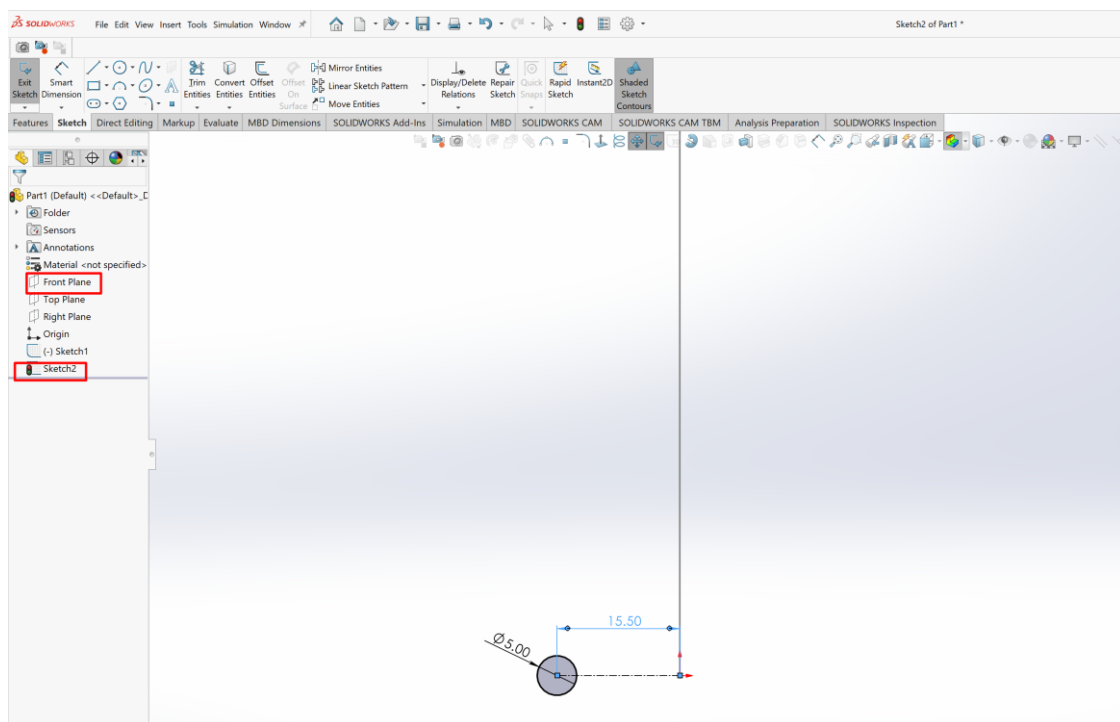 3S SOLIDWORKS File Edit View Insert Tools Simulation Window Sketch2 of Part1 *
Exit Sketch
Smart Dimension
Trim Entities
Convert Entities
Offset Entities
Offset On Surface
Mirror Entities
Linear Sketch Pattern
Move Entities
Display/Delete Relations
Repair Sketch
Quick Snaps
Rapid Sketch
Instant2D
Shaded Sketch Contours
Features Sketch Direct Editing Markup Evaluate MBD Dimensions SOLIDWORKS Add-Ins Simulation MBD SOLIDWORKS CAM SOLIDWORKS CAM TBM Analysis Preparation SOLIDWORKS Inspection
Part1 (Default) <<Default>_D
Folder
Sensors
Annotations
Material <not specified>
Front Plane
Top Plane
Right Plane
Origin
(-) Sketch1
Sketch2
15.50
Ø5.00